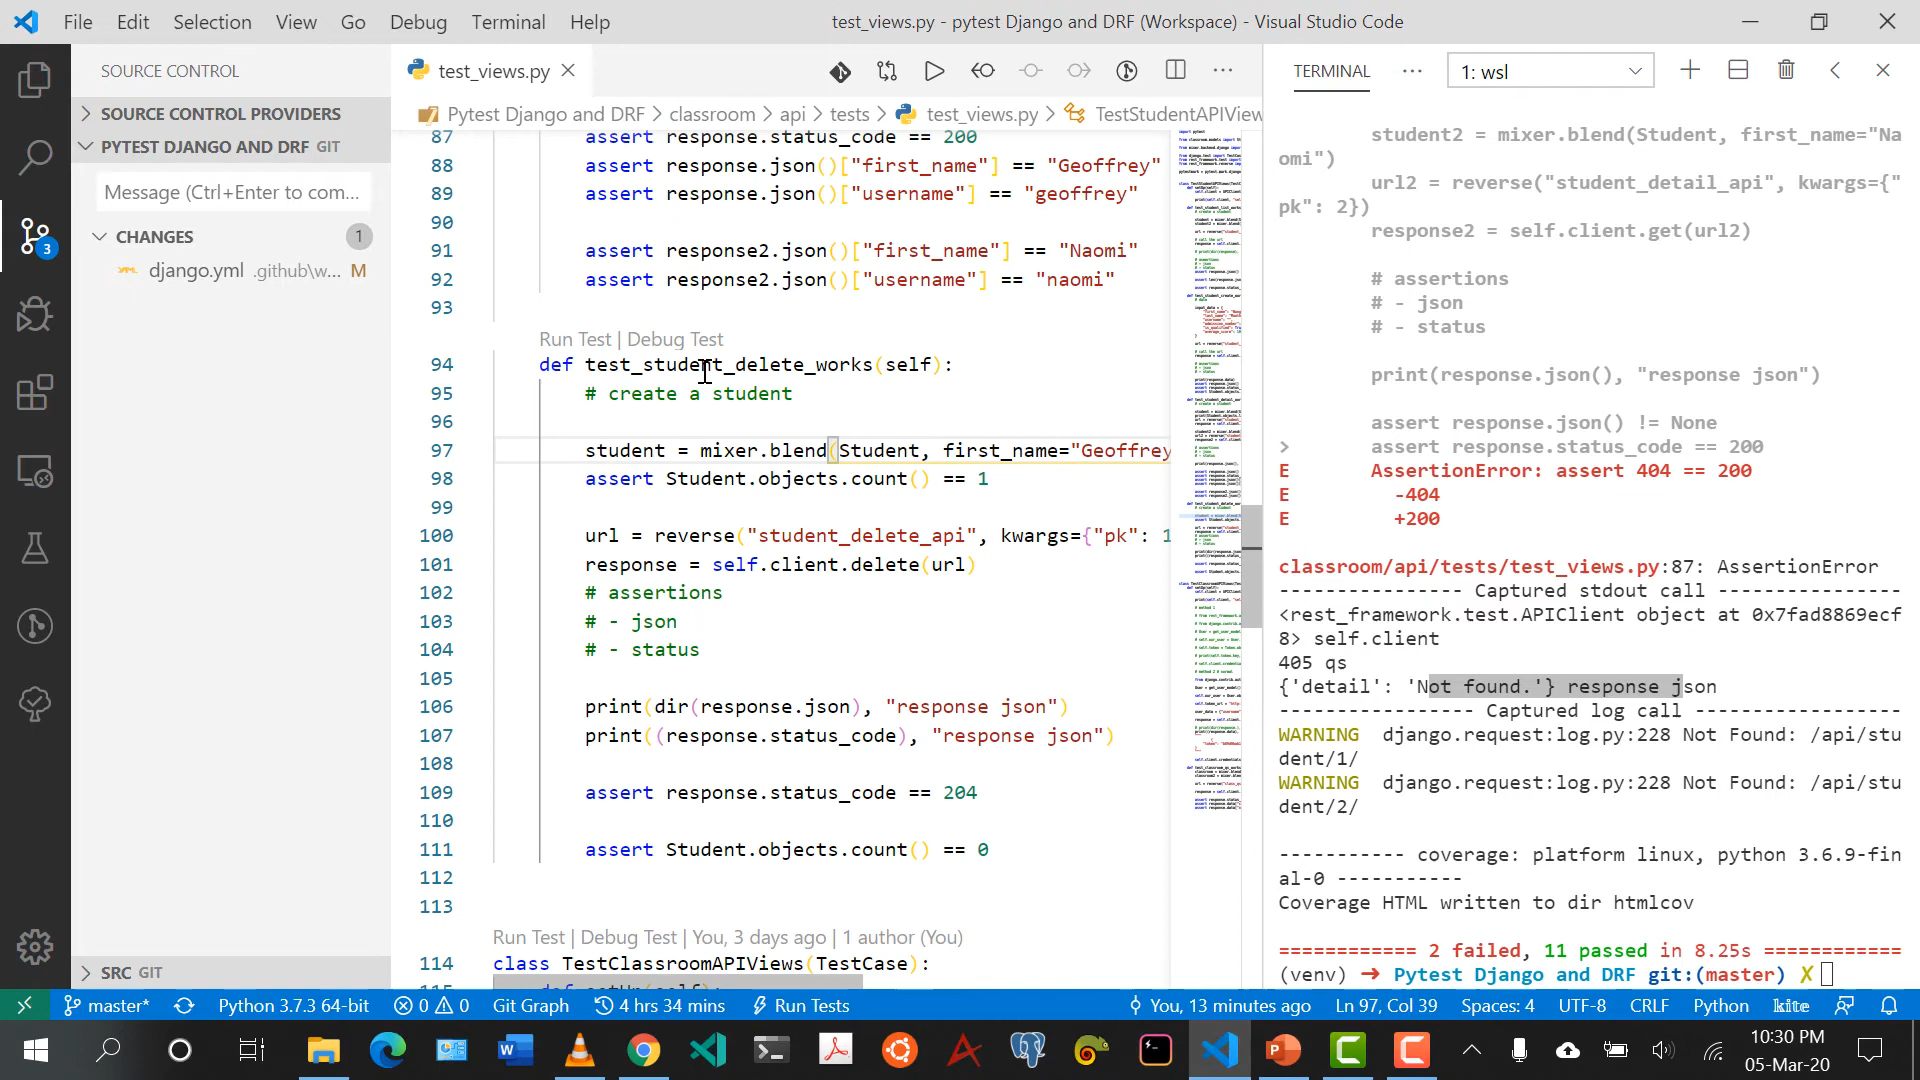 File Edit Selection View Go Debug Terminal Help
test_views.py - pytest Django and DRF (Workspace) - Visual Studio Code
SOURCE CONTROL
SOURCE CONTROL PROVIDERS
PYTEST DJANGO AND DRF GIT
Message (Ctrl+Enter to com...
CHANGES 1
django.yml .github\w... M
3
SRC GIT
test_views.py
Pytest Django and DRF > classroom > api > tests > test_views.py > TestStudentAPIView
87 assert response.status_code == 200
88 assert response.json()["first_name"] == "Geoffrey"
89 assert response.json()["username"] == "geoffrey"
90
91 assert response2.json()["first_name"] == "Naomi"
92 assert response2.json()["username"] == "naomi"
93
Run Test | Debug Test
94 def test_student_delete_works(self):
95 # create a student
96
97 student = mixer.blend(Student, first_name="Geoffrey
98 assert Student.objects.count() == 1
99
100 url = reverse("student_delete_api", kwargs={"pk": 1
101 response = self.client.delete(url)
102 # assertions
103 # - json
104 # - status
105
106 print(dir(response.json), "response json")
107 print((response.status_code), "response json")
108
109 assert response.status_code == 204
110
111 assert Student.objects.count() == 0
112
113
Run Test | Debug Test | You, 3 days ago | 1 author (You)
114 class TestClassroomAPIViews(TestCase):
TERMINAL
1: wsl
student2 = mixer.blend(Student, first_name="Na
omi")
url2 = reverse("student_detail_api", kwargs={"
pk": 2})
response2 = self.client.get(url2)
# assertions
# - json
# - status
print(response.json(), "response json")
assert response.json() != None
> assert response.status_code == 200
E AssertionError: assert 404 == 200
E -404
E +200
classroom/api/tests/test_views.py:87: AssertionError
--------------- Captured stdout call ----------------
<rest_framework.test.APIClient object at 0x7fad8869ecf
8> self.client
405 qs
{'detail': 'Not found.'} response json
----------------- Captured log call ------------------
WARNING django.request:log.py:228 Not Found: /api/stu
dent/1/
WARNING django.request:log.py:228 Not Found: /api/stu
dent/2/
----------- coverage: platform linux, python 3.6.9-fin
al-0 -----------
Coverage HTML written to dir htmlcov
============ 2 failed, 11 passed in 8.25s ============
(venv) → Pytest Django and DRF git:(master) ✗
master* Python 3.7.3 64-bit 0 0 Git Graph 4 hrs 34 mins Run Tests You, 13 minutes ago Ln 97, Col 39 Spaces: 4 UTF-8 CRLF Python kite
10:30 PM
05-Mar-20